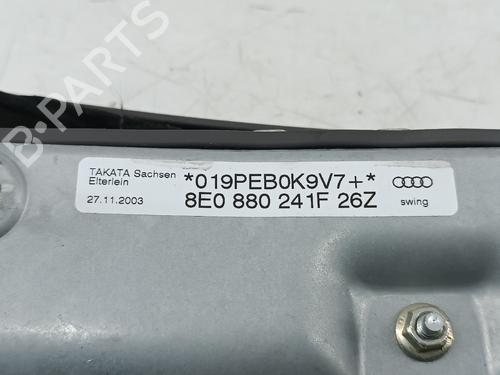 TAKATA Sachsen
Elterlein
27.11.2003
*019PEB0K9V7+*
8E0 880 241F 26Z
swing
B-PARTS